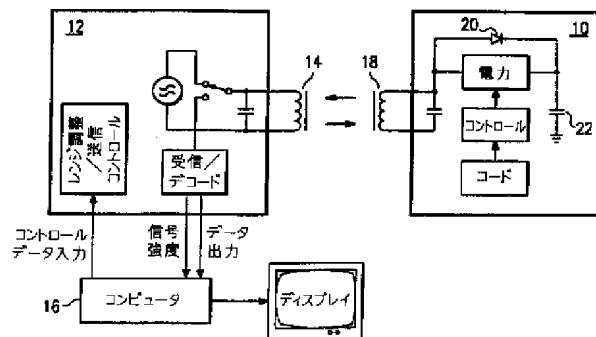 12
レンジ調整
/送信
コントロール
受信/
デコード
14
18
20
10
電力
コントロール
コード
22
コントロール
データ入力
信号
強度
データ
出力
16
コンピュータ
ディスプレイ